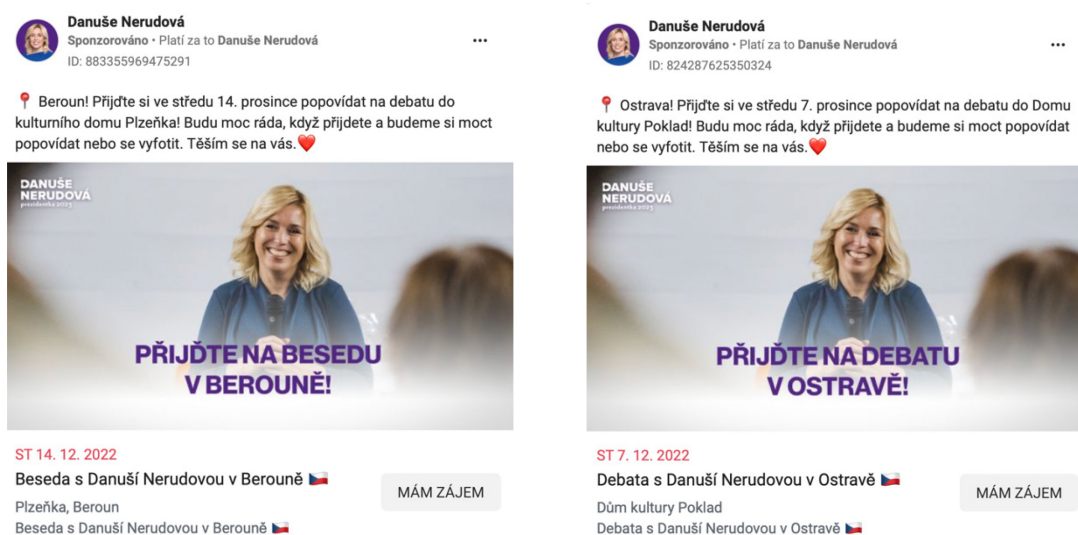 Danuše Nerudová
Sponzorováno • Platí za to Danuše Nerudová
ID: 883355969475291
📍 Beroun! Přijďte si ve středu 14. prosince popovídat na debatu do
kulturního domu Plzeňka! Budu moc ráda, když přijdete a budeme si moct
popovídat nebo se vyfotit. Těším se na vás.❤️
DANUŠE
NERUDOVÁ
prezidentka 2023
PŘIJĎTE NA BESEDU
V BEROUNĚ!
ST 14. 12. 2022
Beseda s Danuší Nerudovou v Berouně 🇨🇿
MÁM ZÁJEM
Plzeňka, Beroun
Beseda s Danuší Nerudovou v Berouně 🇨🇿
Danuše Nerudová
Sponzorováno • Platí za to Danuše Nerudová
ID: 824287625350324
📍 Ostrava! Přijďte si ve středu 7. prosince popovídat na debatu do Domu
kultury Poklad! Budu moc ráda, když přijdete a budeme si moct popovídat
nebo se vyfotit. Těším se na vás.❤️
DANUŠE
NERUDOVÁ
prezidentka 2023
PŘIJĎTE NA DEBATU
V OSTRAVĚ!
ST 7. 12. 2022
Debata s Danuší Nerudovou v Ostravě 🇨🇿
MÁM ZÁJEM
Dům kultury Poklad
Debata s Danuší Nerudovou v Ostravě 🇨🇿